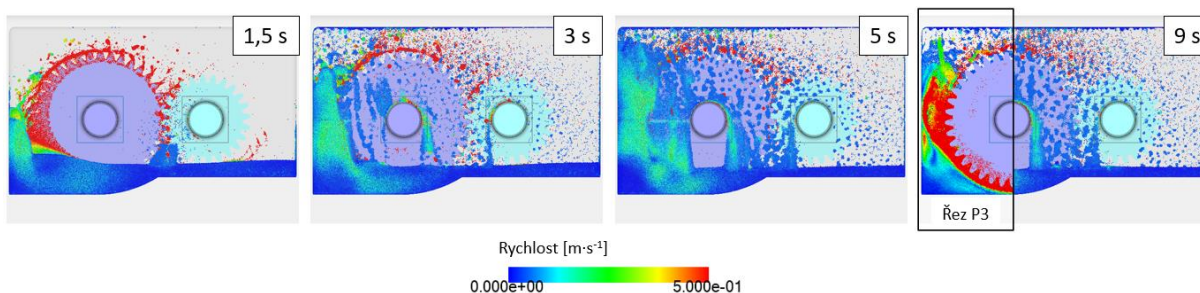 1,5 s
3 s
5 s
9 s
Řez P3
Rychlost [m·s⁻¹]
0.000e+00 5.000e-01